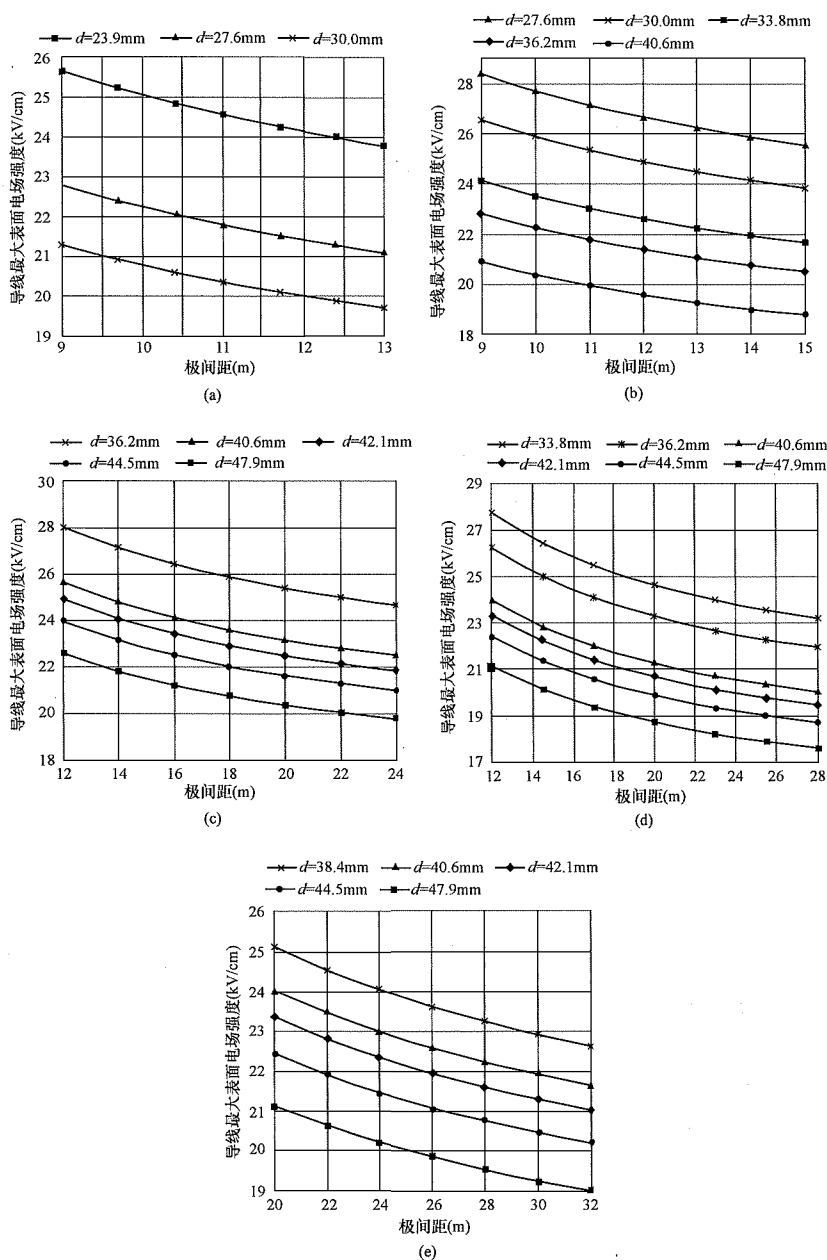 d=23.9mm d=27.6mm d=30.0mm
导线最大表面电场强度(kV/cm)
26
25
24
23
22
21
20
19
9 10 11 12 13
极间距(m)
(a)
d=27.6mm d=30.0mm d=33.8mm
d=36.2mm d=40.6mm
导线最大表面电场强度(kV/cm)
28
26
24
22
20
18
9 10 11 12 13 14 15
极间距(m)
(b)
d=36.2mm d=40.6mm d=42.1mm
d=44.5mm d=47.9mm
导线最大表面电场强度(kV/cm)
30
28
26
24
22
20
18
12 14 16 18 20 22 24
极间距(m)
(c)
d=33.8mm d=36.2mm d=40.6mm
d=42.1mm d=44.5mm d=47.9mm
导线最大表面电场强度(kV/cm)
29
27
25
23
21
19
17
12 14 16 18 20 22 24 26 28
极间距(m)
(d)
d=38.4mm d=40.6mm d=42.1mm
d=44.5mm d=47.9mm
导线最大表面电场强度(kV/cm)
26
25
24
23
22
21
20
19
20 22 24 26 28 30 32
极间距(m)
(e)